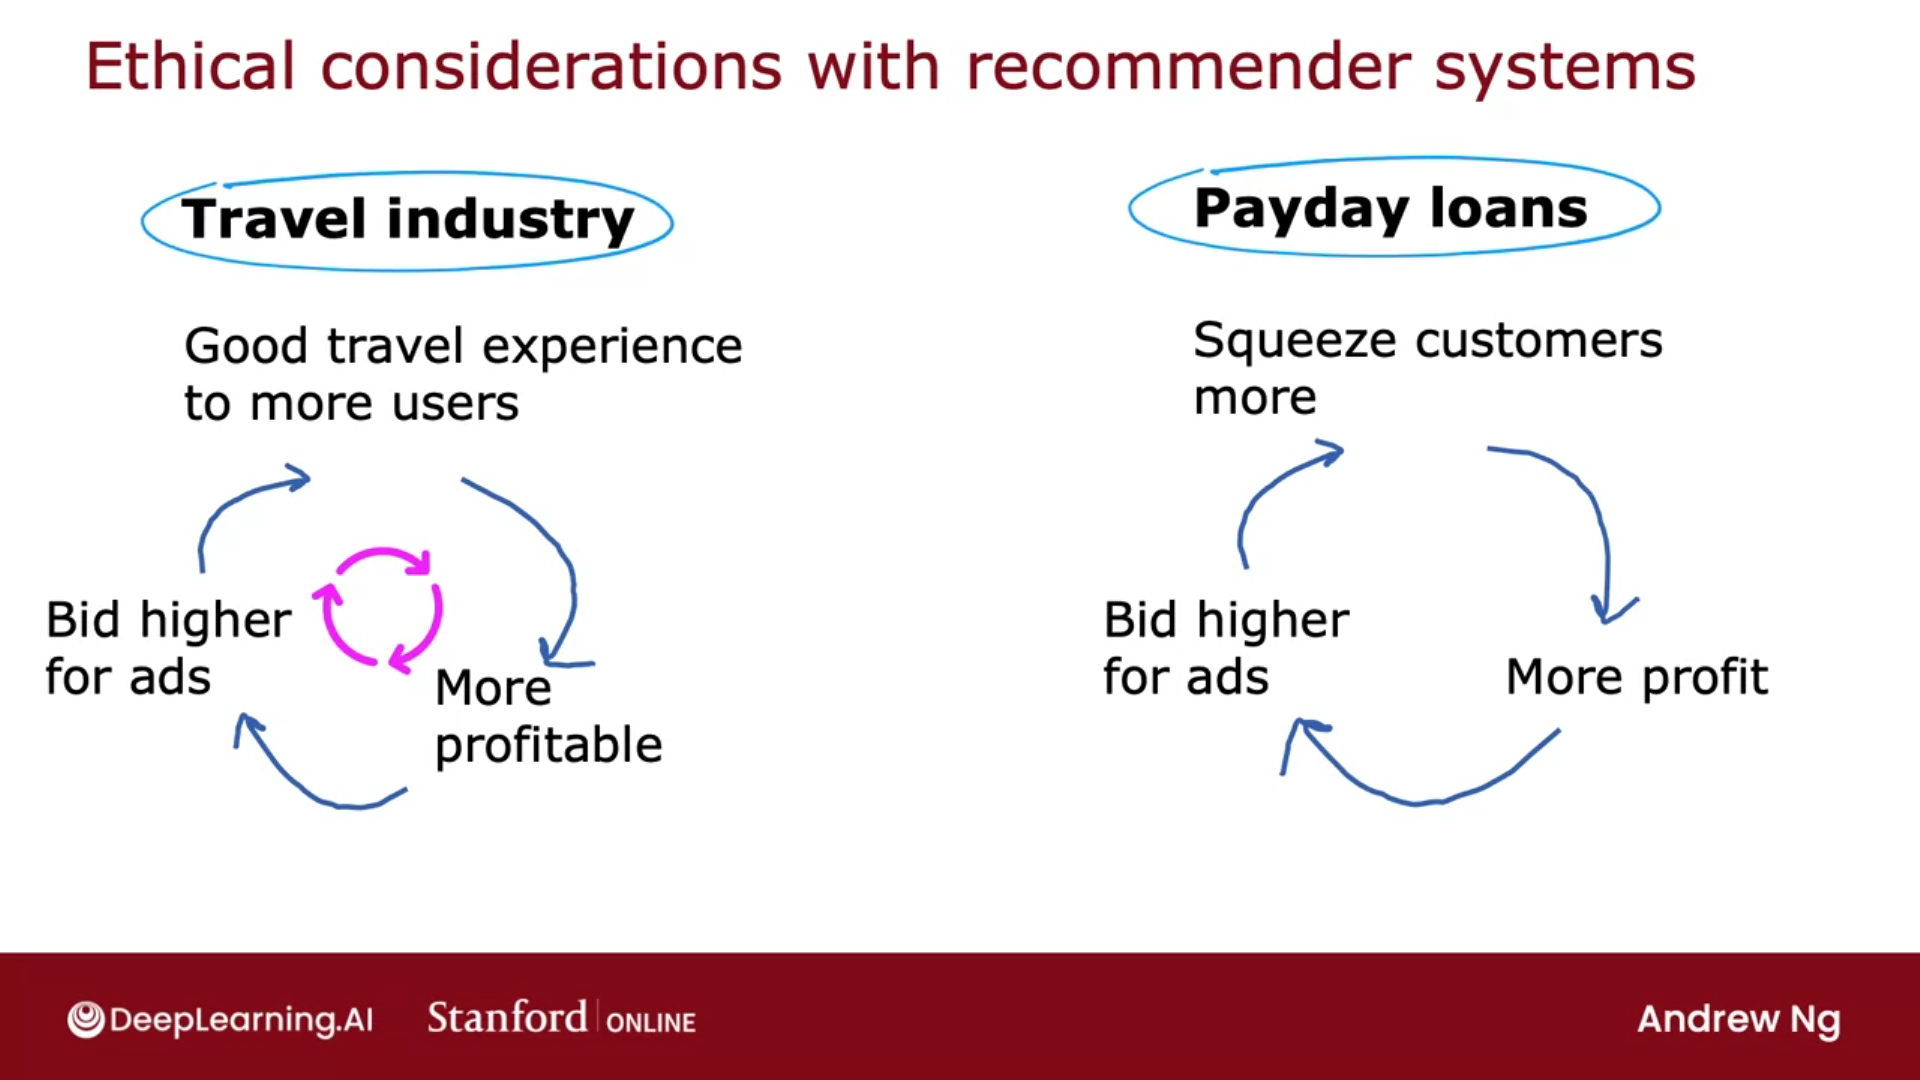 Ethical considerations with recommender systems
Travel industry
Good travel experience
to more users
Bid higher
for ads
More
profitable
Payday loans
Squeeze customers
more
Bid higher
for ads
More profit
DeepLearning.AI
Stanford ONLINE
Andrew Ng